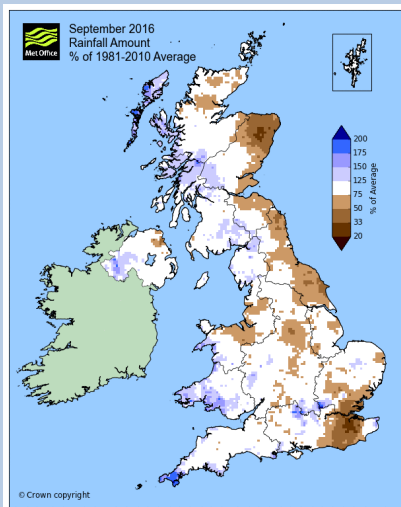 September 2016
Rainfall Amount
% of 1981-2010 Average
Met Office
200
175
150
125
75
50
33
20
% of Average
© Crown copyright